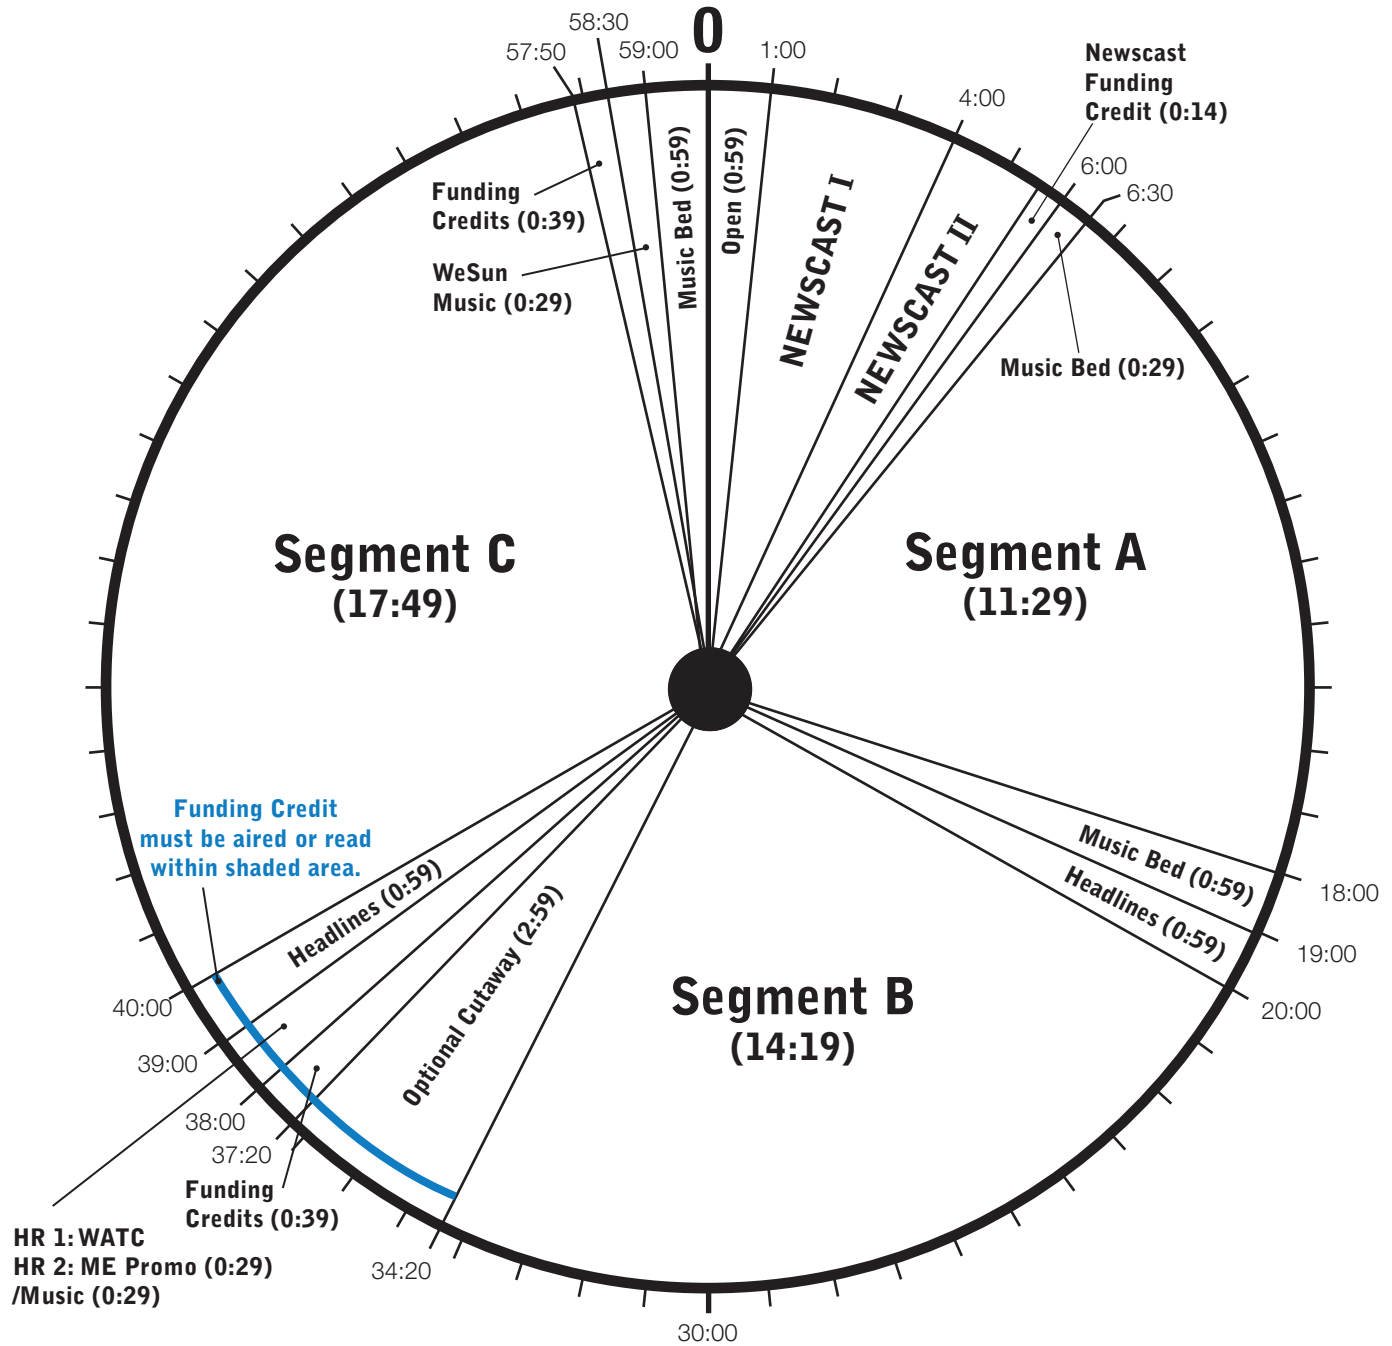 58:30
0
57:50
59:00
1:00
Newscast
Funding
Credit (0:14)
4:00
6:00
6:30
Funding
Credits (0:39)
WeSun
Music (0:29)
Music Bed (0:59)
Open (0:59)
NEWSCAST I
NEWSCAST II
Music Bed (0:29)
Segment C
(17:49)
Segment A
(11:29)
Funding Credit
must be aired or read
within shaded area.
Music Bed (0:59)
Headlines (0:59)
18:00
19:00
20:00
Headlines (0:59)
Optional Cutaway (2:59)
Segment B
(14:19)
40:00
39:00
38:00
37:20
Funding
Credits (0:39)
HR 1: WATC
HR 2: ME Promo (0:29)
/Music (0:29)
34:20
30:00